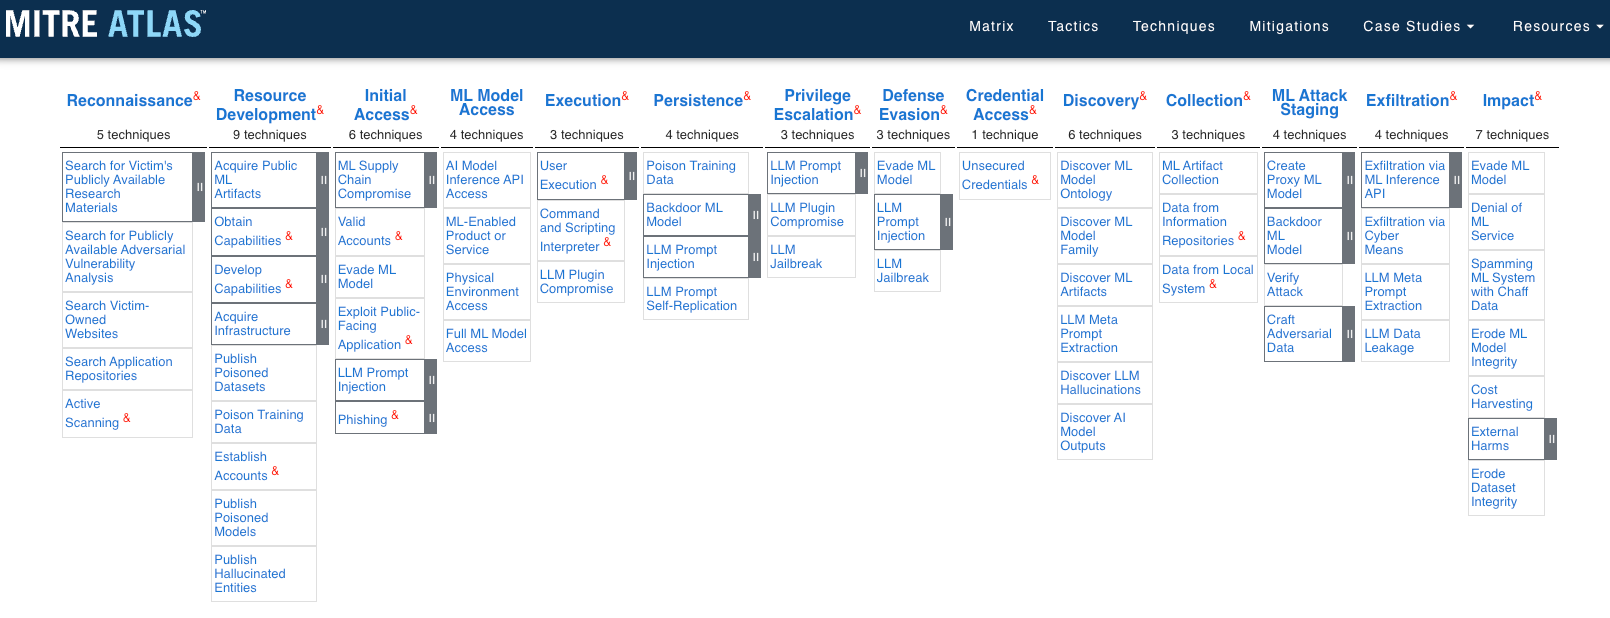 MITRE ATLAS™
Matrix Tactics Techniques Mitigations Case Studies Resources
Reconnaissance&
5 techniques
Search for Victim's
Publicly Available
Research
Materials
Search for Publicly
Available Adversarial
Vulnerability
Analysis
Search Victim-
Owned
Websites
Search Application
Repositories
Active
Scanning &
Resource
Development&
9 techniques
Acquire Public
ML
Artifacts
Obtain
Capabilities &
Develop
Capabilities &
Acquire
Infrastructure
Publish
Poisoned
Datasets
Poison Training
Data
Establish
Accounts &
Publish
Poisoned
Models
Publish
Hallucinated
Entities
Initial
Access&
6 techniques
ML Supply
Chain
Compromise
Valid
Accounts &
Evade ML
Model
Exploit Public-
Facing
Application &
LLM Prompt
Injection
Phishing &
ML Model
Access
4 techniques
AI Model
Inference API
Access
ML-Enabled
Product or
Service
Physical
Environment
Access
Full ML Model
Access
Execution&
3 techniques
User
Execution &
Command
and Scripting
Interpreter &
LLM Plugin
Compromise
Persistence&
4 techniques
Poison Training
Data
Backdoor ML
Model
LLM Prompt
Injection
LLM Prompt
Self-Replication
Privilege
Escalation&
3 techniques
LLM Prompt
Injection
LLM Plugin
Compromise
LLM
Jailbreak
Defense
Evasion&
3 techniques
Evade ML
Model
LLM
Prompt
Injection
LLM
Jailbreak
Credential
Access&
1 technique
Unsecured
Credentials &
Discovery&
6 techniques
Discover ML
Model
Ontology
Discover ML
Model
Family
Discover ML
Artifacts
LLM Meta
Prompt
Extraction
Discover LLM
Hallucinations
Discover AI
Model
Outputs
Collection&
3 techniques
ML Artifact
Collection
Data from
Information
Repositories &
Data from Local
System &
ML Attack
Staging
4 techniques
Create
Proxy ML
Model
Backdoor
ML
Model
Verify
Attack
Craft
Adversarial
Data
Exfiltration&
4 techniques
Exfiltration via
ML Inference
API
Exfiltration via
Cyber
Means
LLM Meta
Prompt
Extraction
LLM Data
Leakage
Impact&
7 techniques
Evade ML
Model
Denial of
ML
Service
Spamming
ML System
with Chaff
Data
Erode ML
Model
Integrity
Cost
Harvesting
External
Harms
Erode
Dataset
Integrity